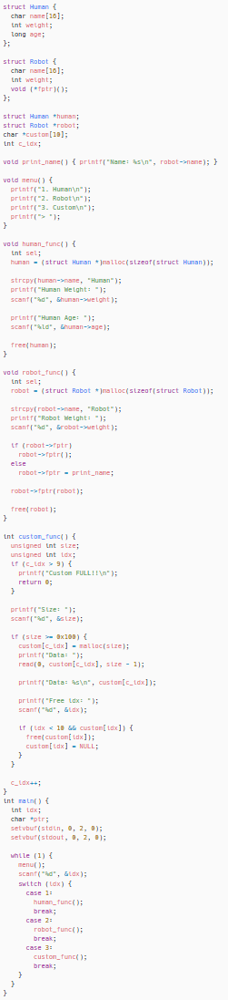 struct Human {
  char name[16];
  int weight;
  long age;
};

struct Robot {
  char name[16];
  int weight;
  void (*fptr)();
};

struct Human *human;
struct Robot *robot;
char *custom[10];
int c_idx;

void print_name() { printf("Name: %s\n", robot->name); }

void menu() {
  printf("1. Human\n");
  printf("2. Robot\n");
  printf("3. Custom\n");
  printf("> ");
}

void human_func() {
  int sel;
  human = (struct Human *)malloc(sizeof(struct Human));

  strcpy(human->name, "Human");
  printf("Human Weight: ");
  scanf("%d", &human->weight);

  printf("Human Age: ");
  scanf("%ld", &human->age);

  free(human);
}

void robot_func() {
  int sel;
  robot = (struct Robot *)malloc(sizeof(struct Robot));

  strcpy(robot->name, "Robot");
  printf("Robot Weight: ");
  scanf("%d", &robot->weight);

  if (robot->fptr)
    robot->fptr();
  else
    robot->fptr = print_name;

  robot->fptr(robot);

  free(robot);
}

int custom_func() {
  unsigned int size;
  unsigned int idx;
  if (c_idx > 9) {
    printf("Custom FULL!!\n");
    return 0;
  }

  printf("Size: ");
  scanf("%d", &size);

  if (size >= 0x100) {
    custom[c_idx] = malloc(size);
    printf("Data: ");
    read(0, custom[c_idx], size - 1);

    printf("Data: %s\n", custom[c_idx]);

    printf("Free idx: ");
    scanf("%d", &idx);

    if (idx < 10 && custom[idx]) {
      free(custom[idx]);
      custom[idx] = NULL;
    }
  }

  c_idx++;
}
int main() {
  int idx;
  char *ptr;
  setvbuf(stdin, 0, 2, 0);
  setvbuf(stdout, 0, 2, 0);

  while (1) {
    menu();
    scanf("%d", &idx);
    switch (idx) {
      case 1:
        human_func();
        break;
      case 2:
        robot_func();
        break;
      case 3:
        custom_func();
        break;
    }
  }
}